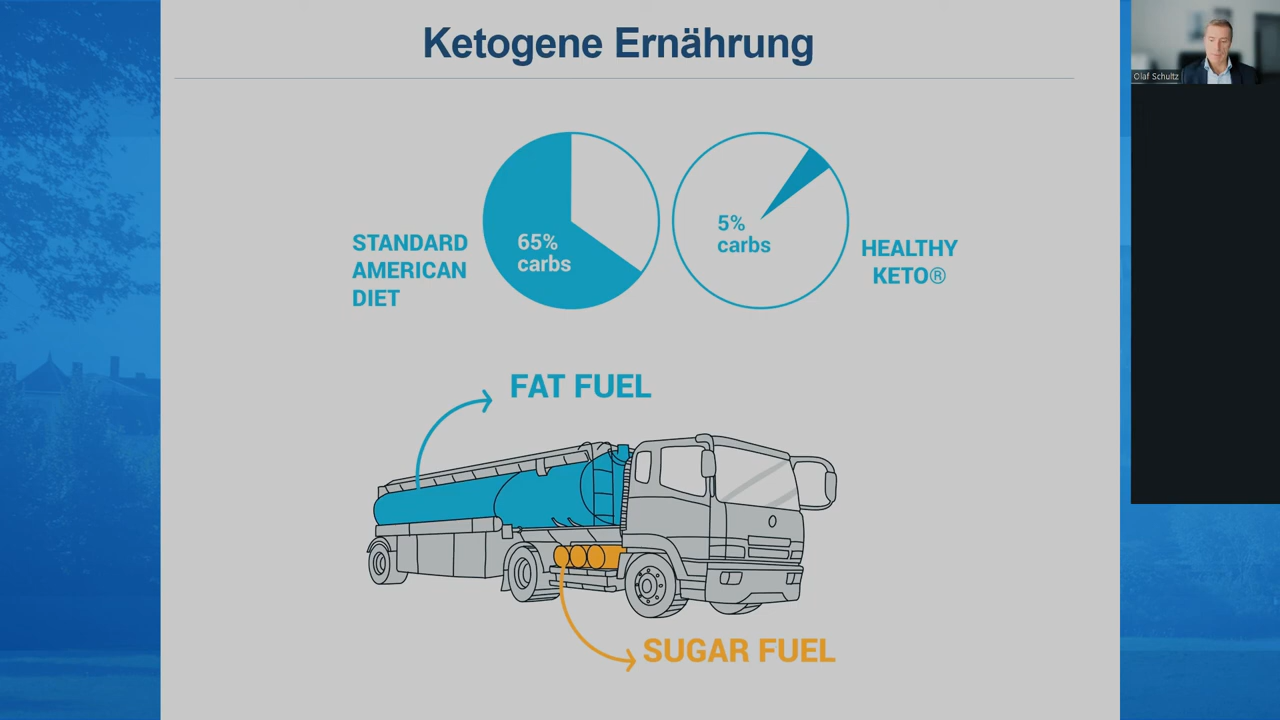 Ketogene Ernährung
Olaf Schultz
STANDARD
AMERICAN
DIET
65%
carbs
5%
carbs
HEALTHY
KETO®
FAT FUEL
SUGAR FUEL